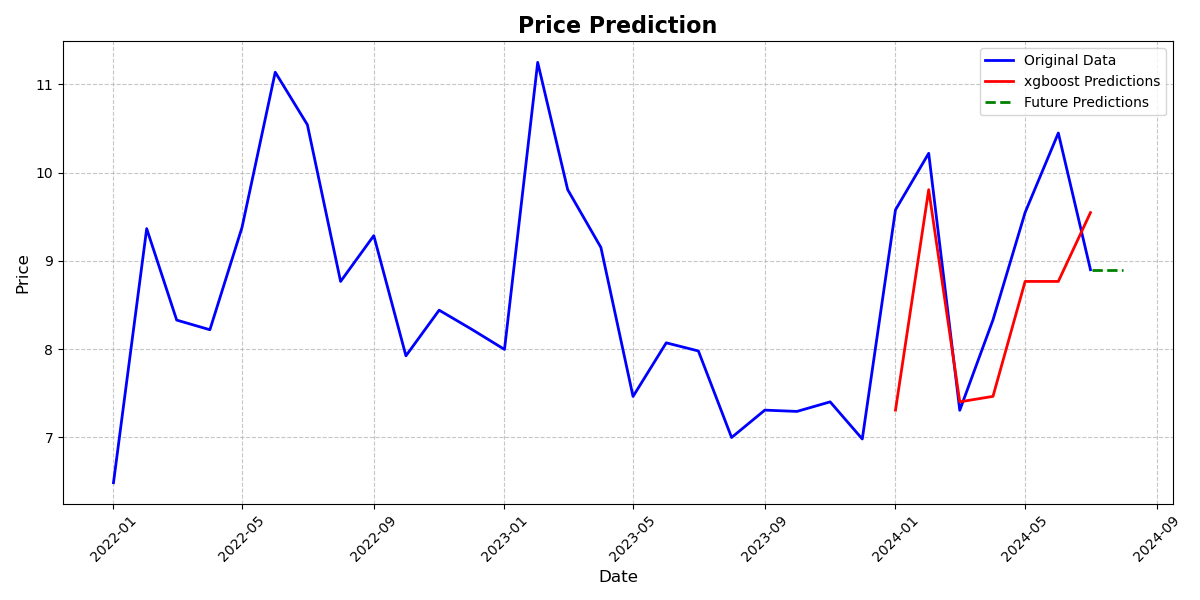 Price Prediction
Original Data
xgboost Predictions
Future Predictions
Price
11
10
9
8
7
2022-01
2022-05
2022-09
2023-01
2023-05
2023-09
2024-01
2024-05
2024-09
Date